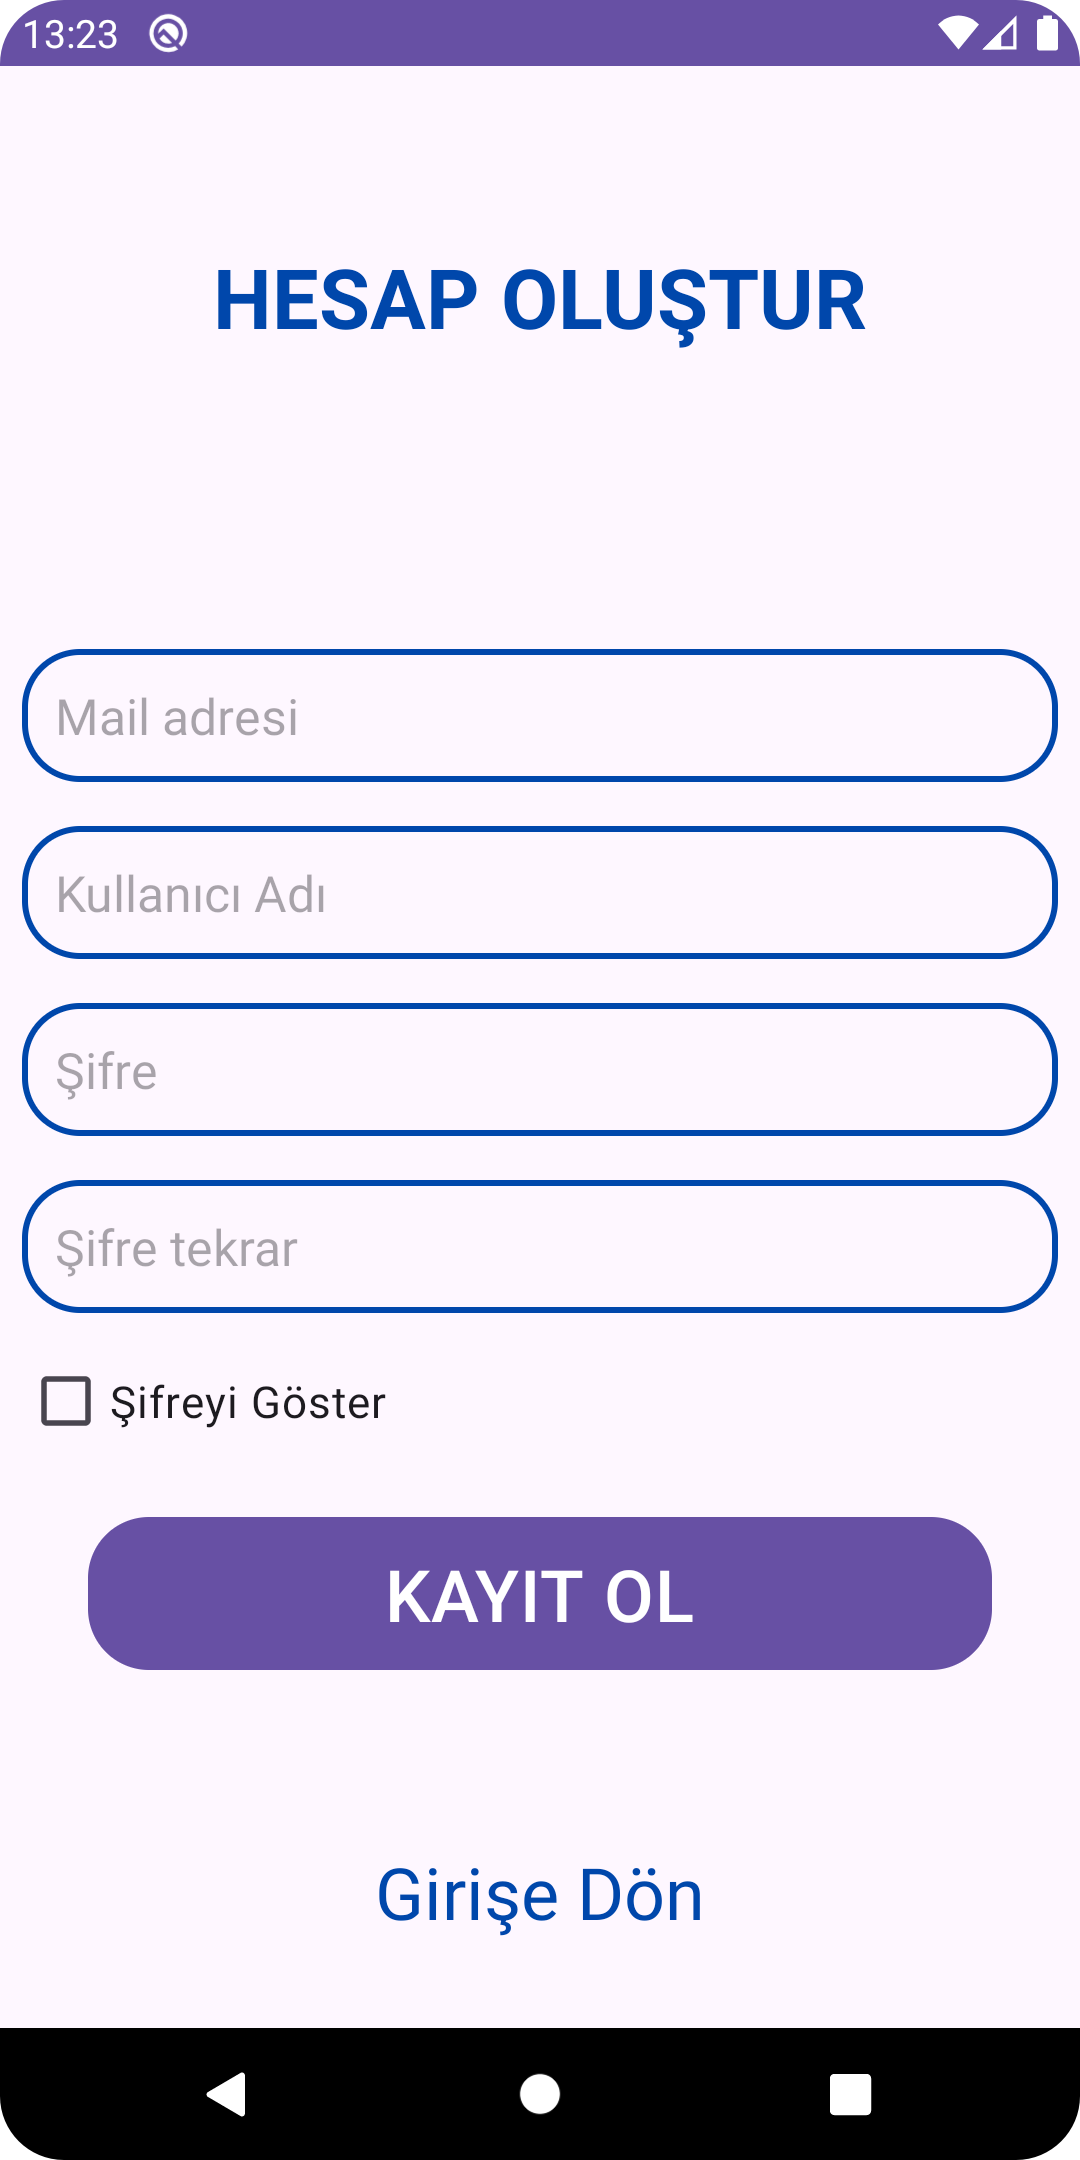 13:23
HESAP OLUŞTUR
Mail adresi
Kullanıcı Adı
Şifre
Şifre tekrar
Şifreyi Göster
KAYIT OL
Girişe Dön